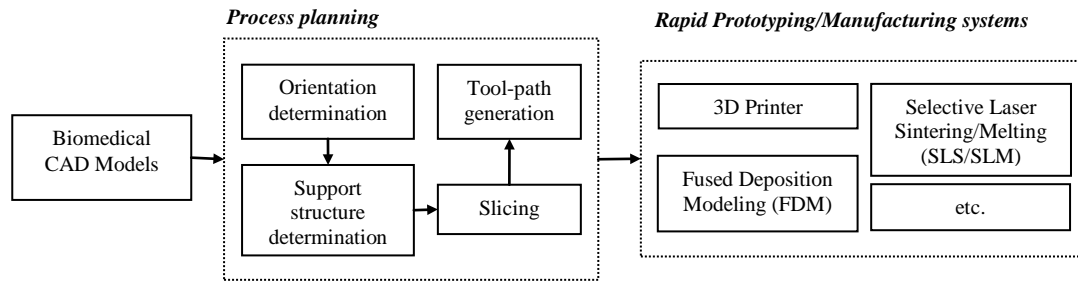 Process planning
Rapid Prototyping/Manufacturing systems
Biomedical
CAD Models
Orientation
determination
Support
structure
determination
Slicing
Tool-path
generation
3D Printer
Fused Deposition
Modeling (FDM)
Selective Laser
Sintering/Melting
(SLS/SLM)
etc.